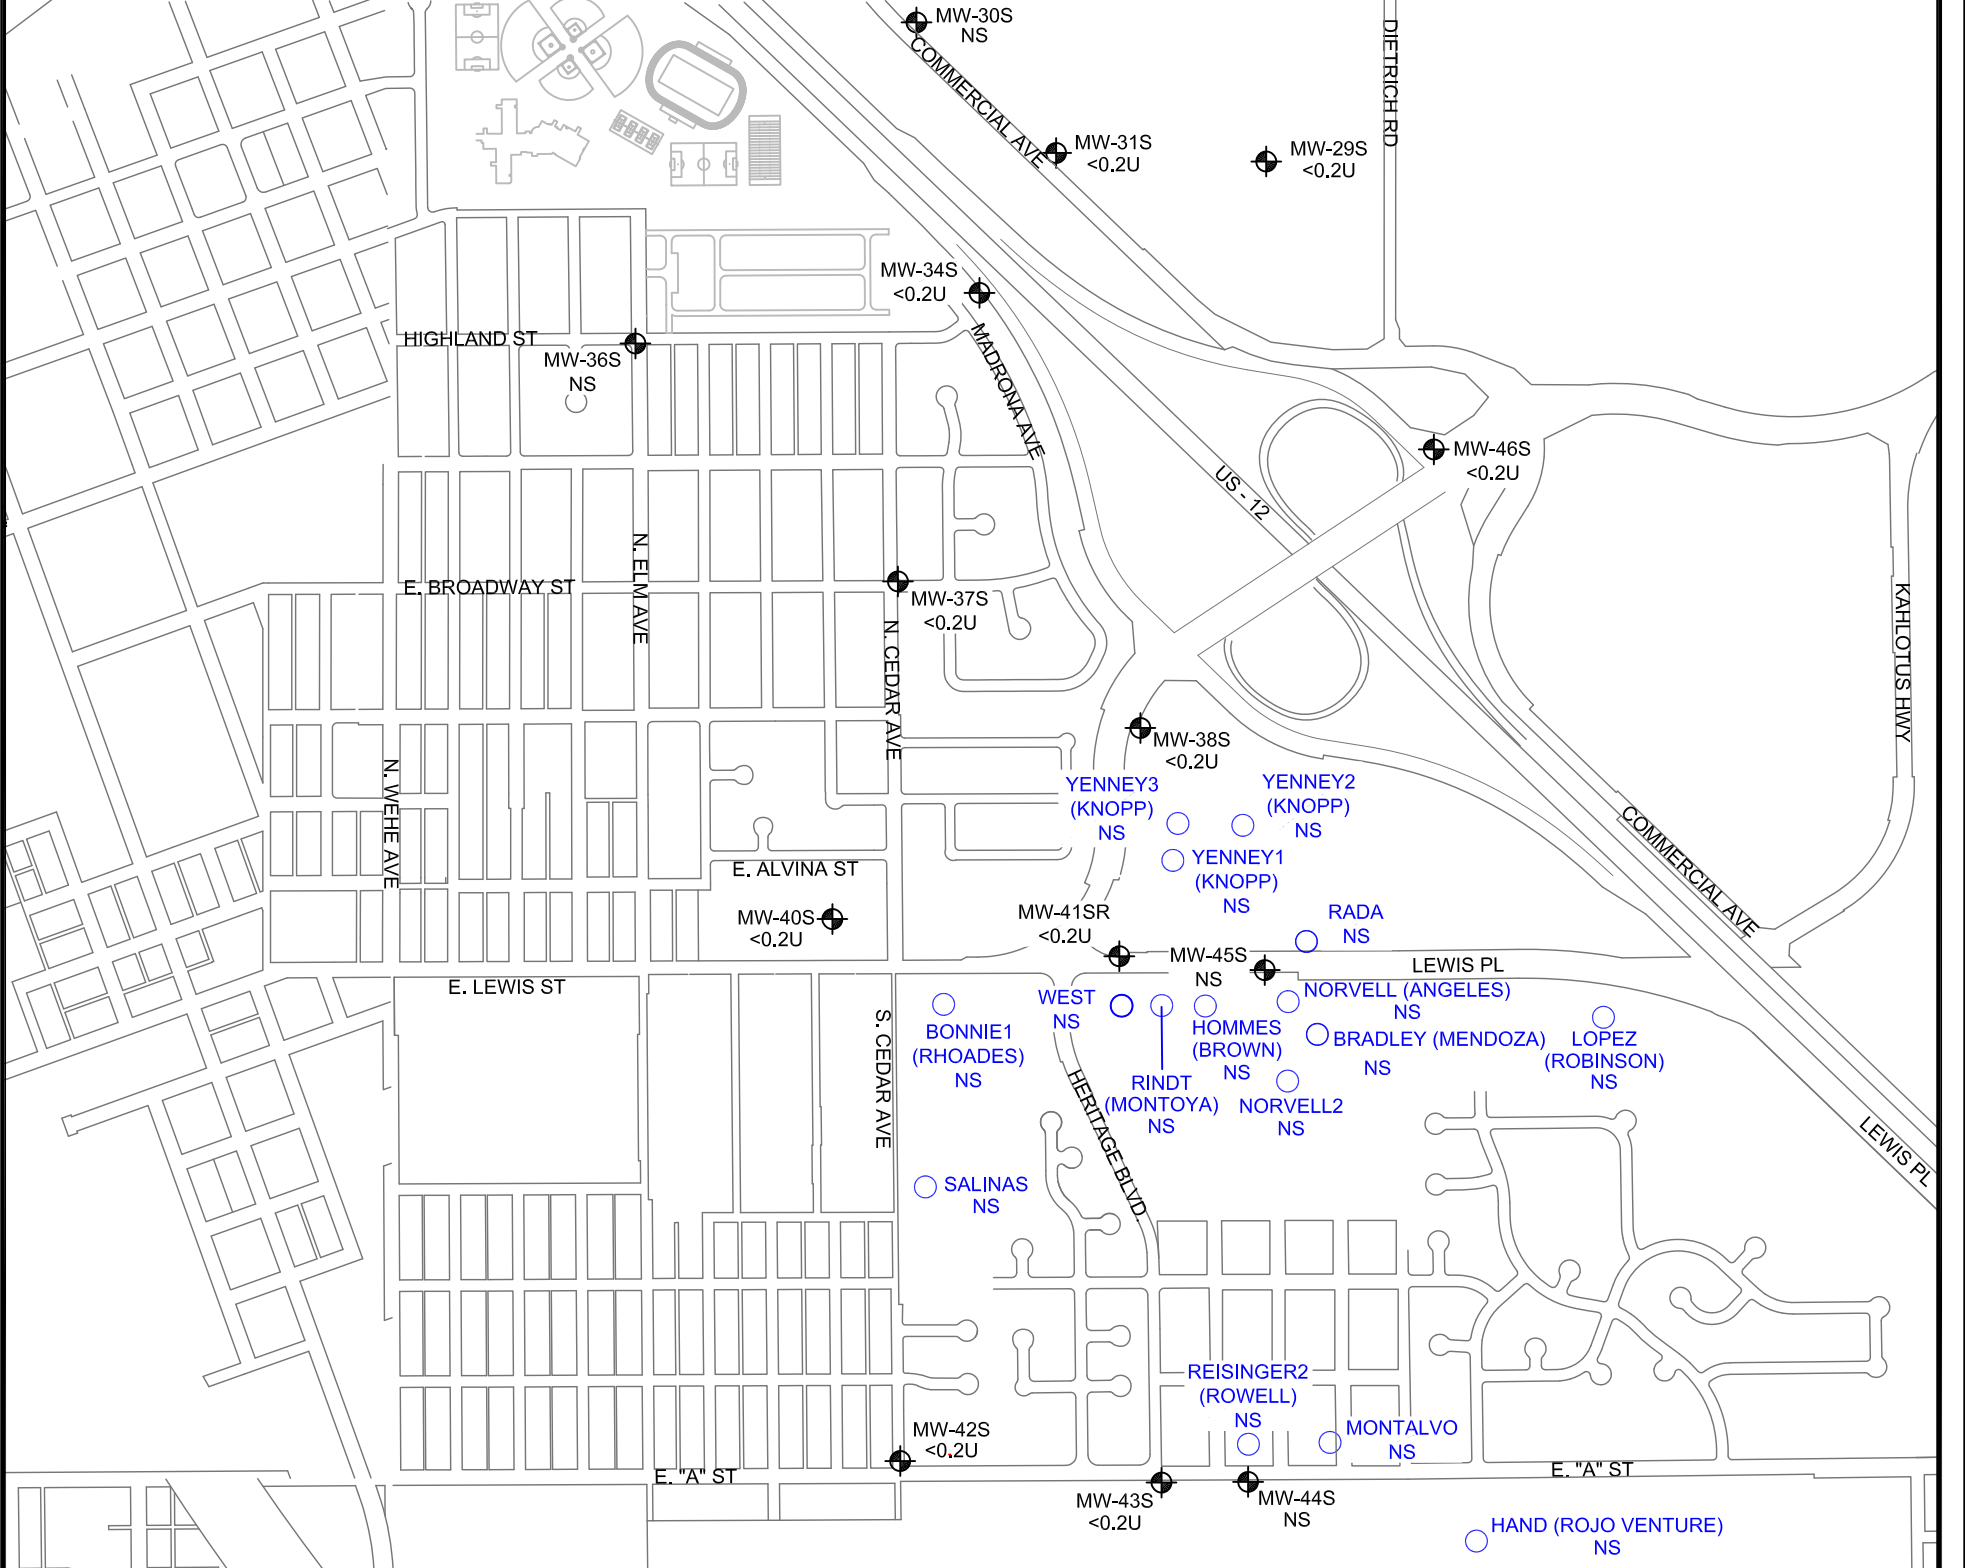 MW-30S
NS
COMMERCIAL AVE
DIETRICH RD
MW-31S
<0.2U
MW-29S
<0.2U
MW-34S
<0.2U
HIGHLAND ST
MW-36S
NS
MADRONA AVE
MW-46S
<0.2U
US - 12
N. ELM AVE
E. BROADWAY ST
MW-37S
<0.2U
N. CEDAR AVE
KAHLOTUS HWY
MW-38S
<0.2U
N. WEHE AVE
YENNEY3
(KNOPP)
NS
YENNEY2
(KNOPP)
NS
YENNEY1
(KNOPP)
NS
COMMERCIAL AVE
E. ALVINA ST
MW-40S
<0.2U
MW-41SR
<0.2U
RADA
NS
MW-45S
NS
LEWIS PL
E. LEWIS ST
WEST
NS
NORVELL (ANGELES)
NS
S. CEDAR AVE
BONNIE1
(RHOADES)
NS
HOMMES
(BROWN)
NS
BRADLEY (MENDOZA)
NS
LOPEZ
(ROBINSON)
NS
RINDT
(MONTOYA)
NS
NORVELL2
NS
HERITAGE BLVD.
LEWIS PL
SALINAS
NS
REISINGER2
(ROWELL)
NS
MONTALVO
NS
MW-42S
<0.2U
E. "A" ST
E. "A" ST
MW-43S
<0.2U
MW-44S
NS
HAND (ROJO VENTURE)
NS